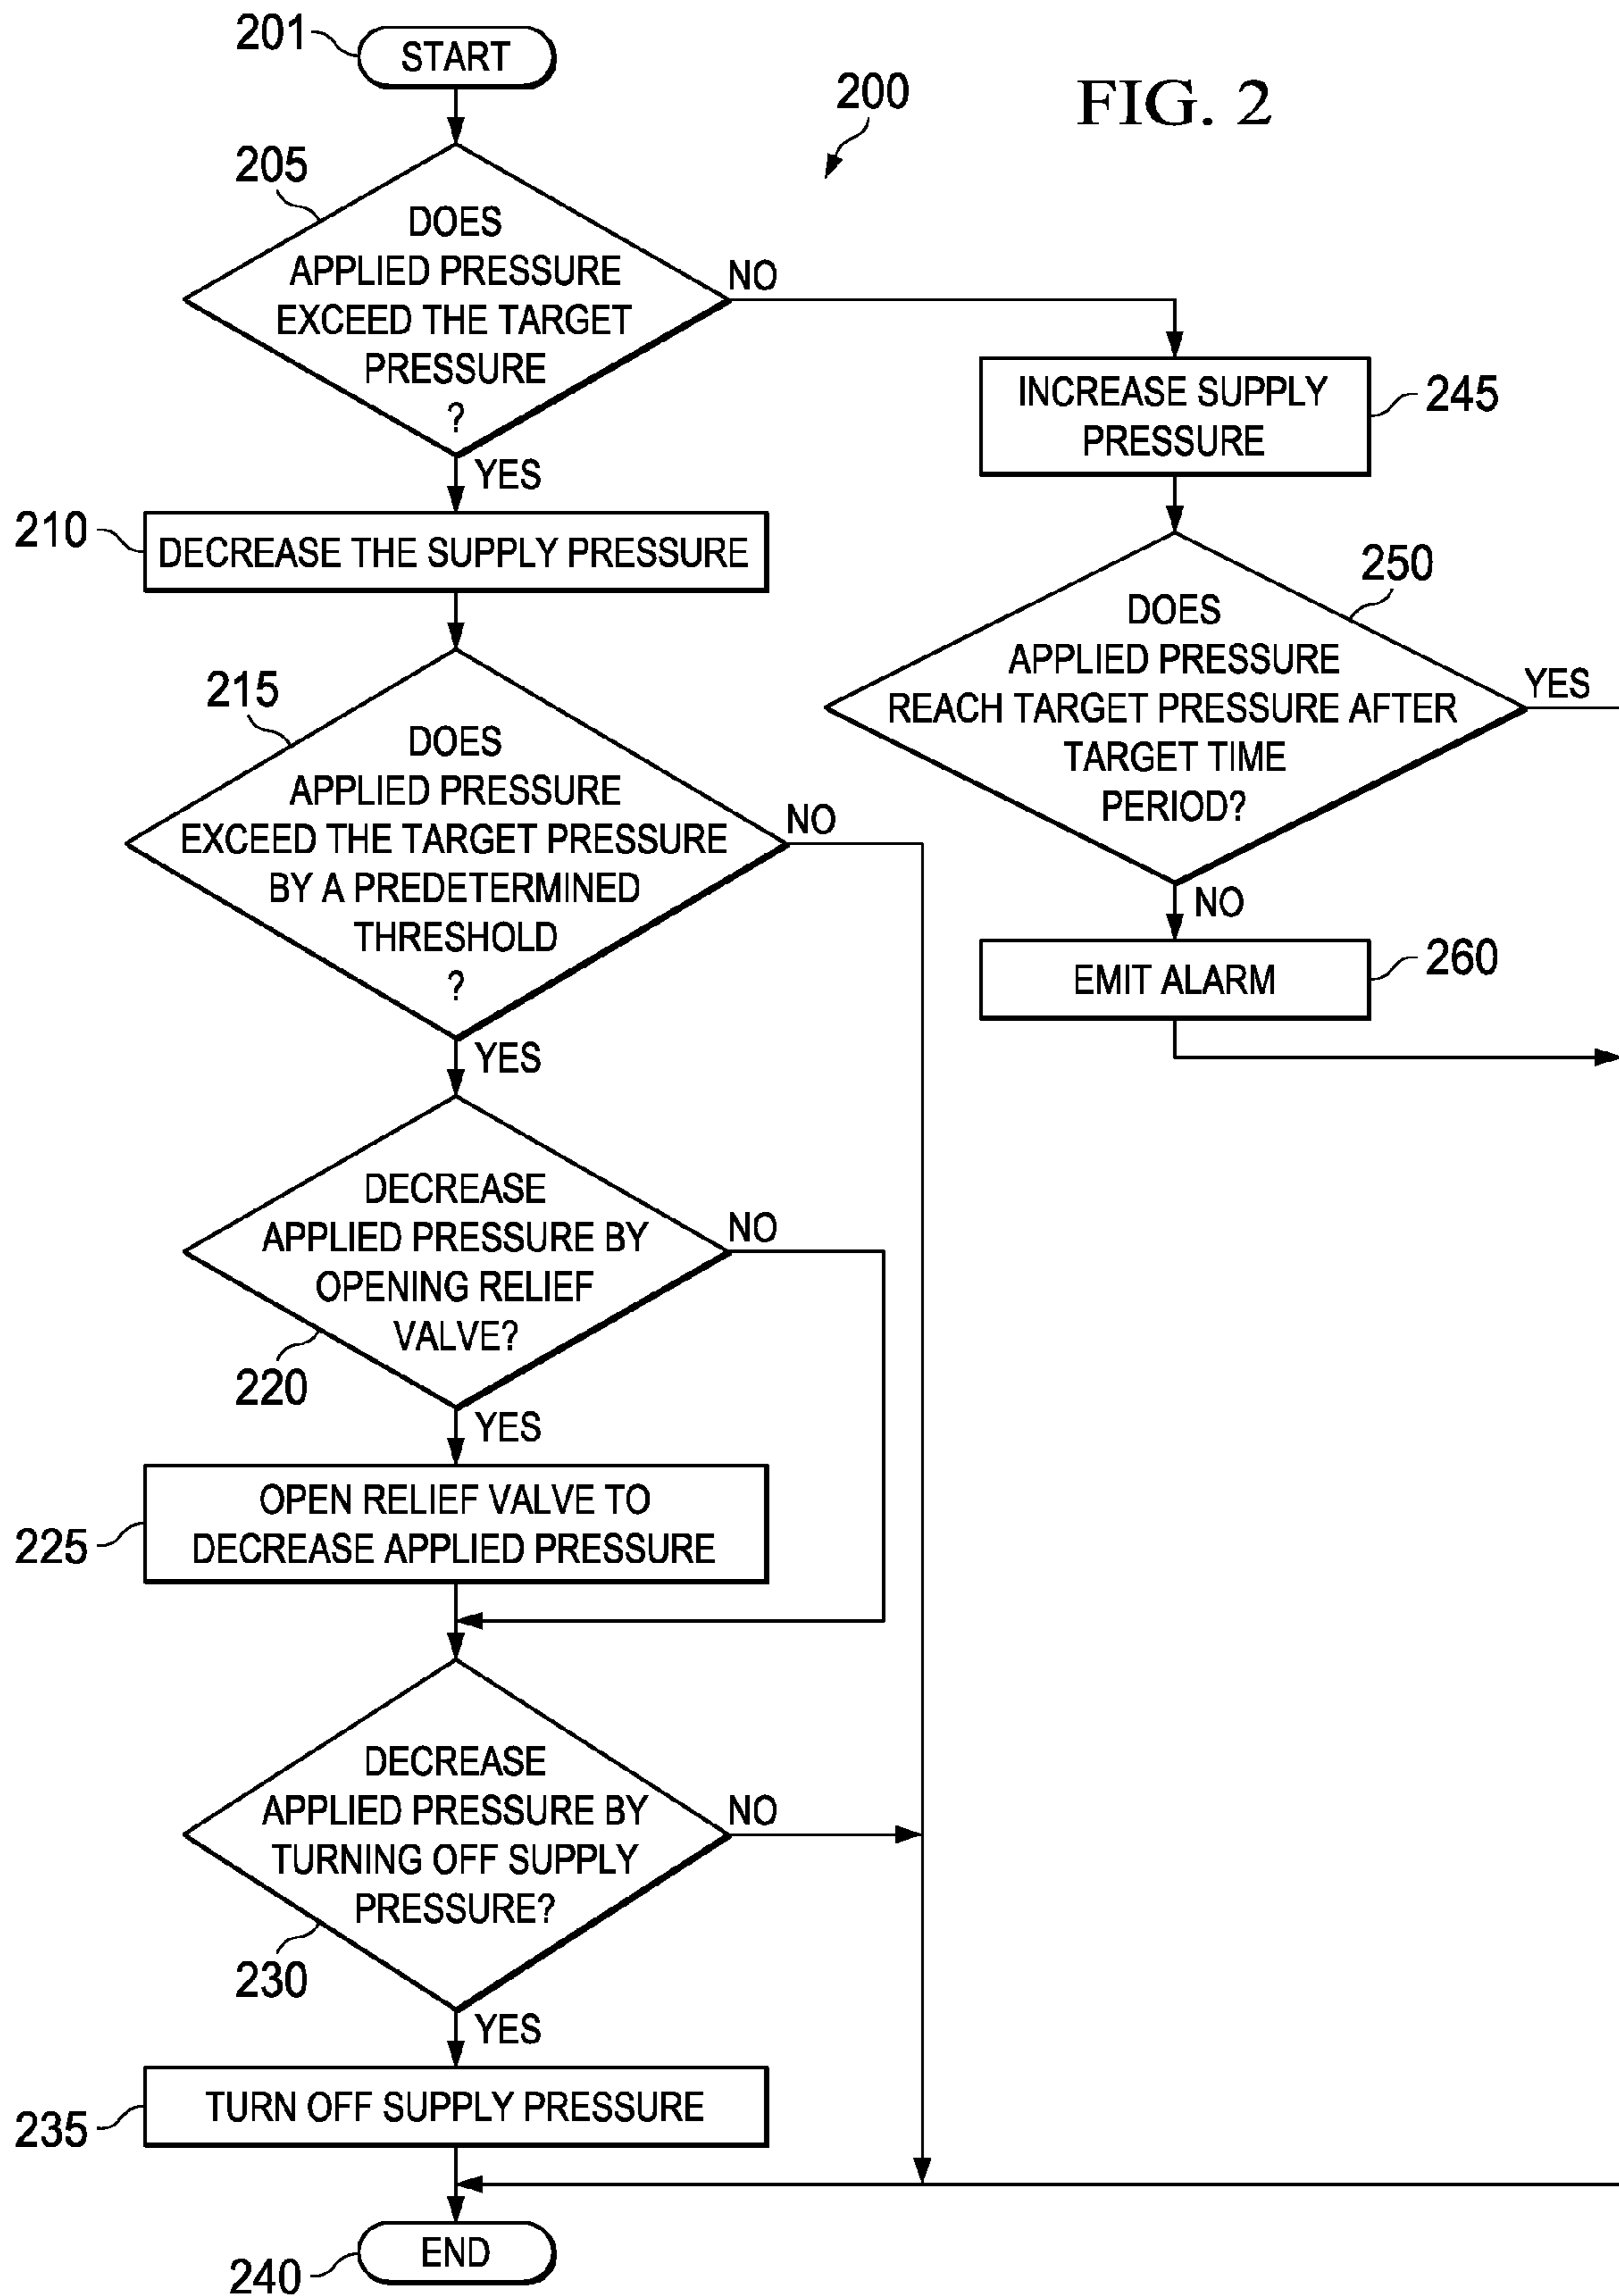 FIG. 2
200
201
START
205
DOES
APPLIED PRESSURE
EXCEED THE TARGET
PRESSURE
?
NO
YES
210
DECREASE THE SUPPLY PRESSURE
215
DOES
APPLIED PRESSURE
EXCEED THE TARGET PRESSURE
BY A PREDETERMINED
THRESHOLD
?
NO
YES
DECREASE
APPLIED PRESSURE BY
OPENING RELIEF
VALVE?
220
NO
YES
225
OPEN RELIEF VALVE TO
DECREASE APPLIED PRESSURE
DECREASE
APPLIED PRESSURE BY
TURNING OFF SUPPLY
PRESSURE?
230
NO
YES
235
TURN OFF SUPPLY PRESSURE
240
END
INCREASE SUPPLY
PRESSURE
245
250
DOES
APPLIED PRESSURE
REACH TARGET PRESSURE AFTER
TARGET TIME
PERIOD?
YES
NO
EMIT ALARM
260